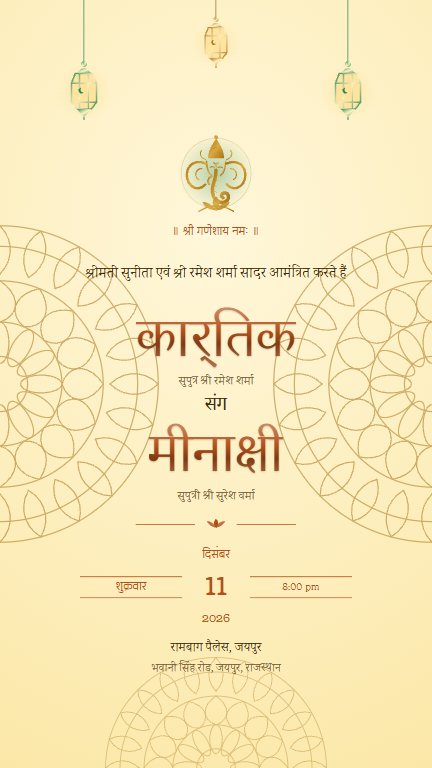 ॥ श्री गणेशाय नमः ॥
श्रीमती सुनीता एवं श्री रमेश शर्मा सादर आमंत्रित करते हैं
कार्तिक
सुपुत्र श्री रमेश शर्मा
संग
मीनाक्षी
सुपुत्री श्री सुरेश वर्मा
दिसंबर
शुक्रवार 11 8:00 pm
2026
रामबाग पैलेस, जयपुर
भवानी सिंह रोड, जयपुर, राजस्थान